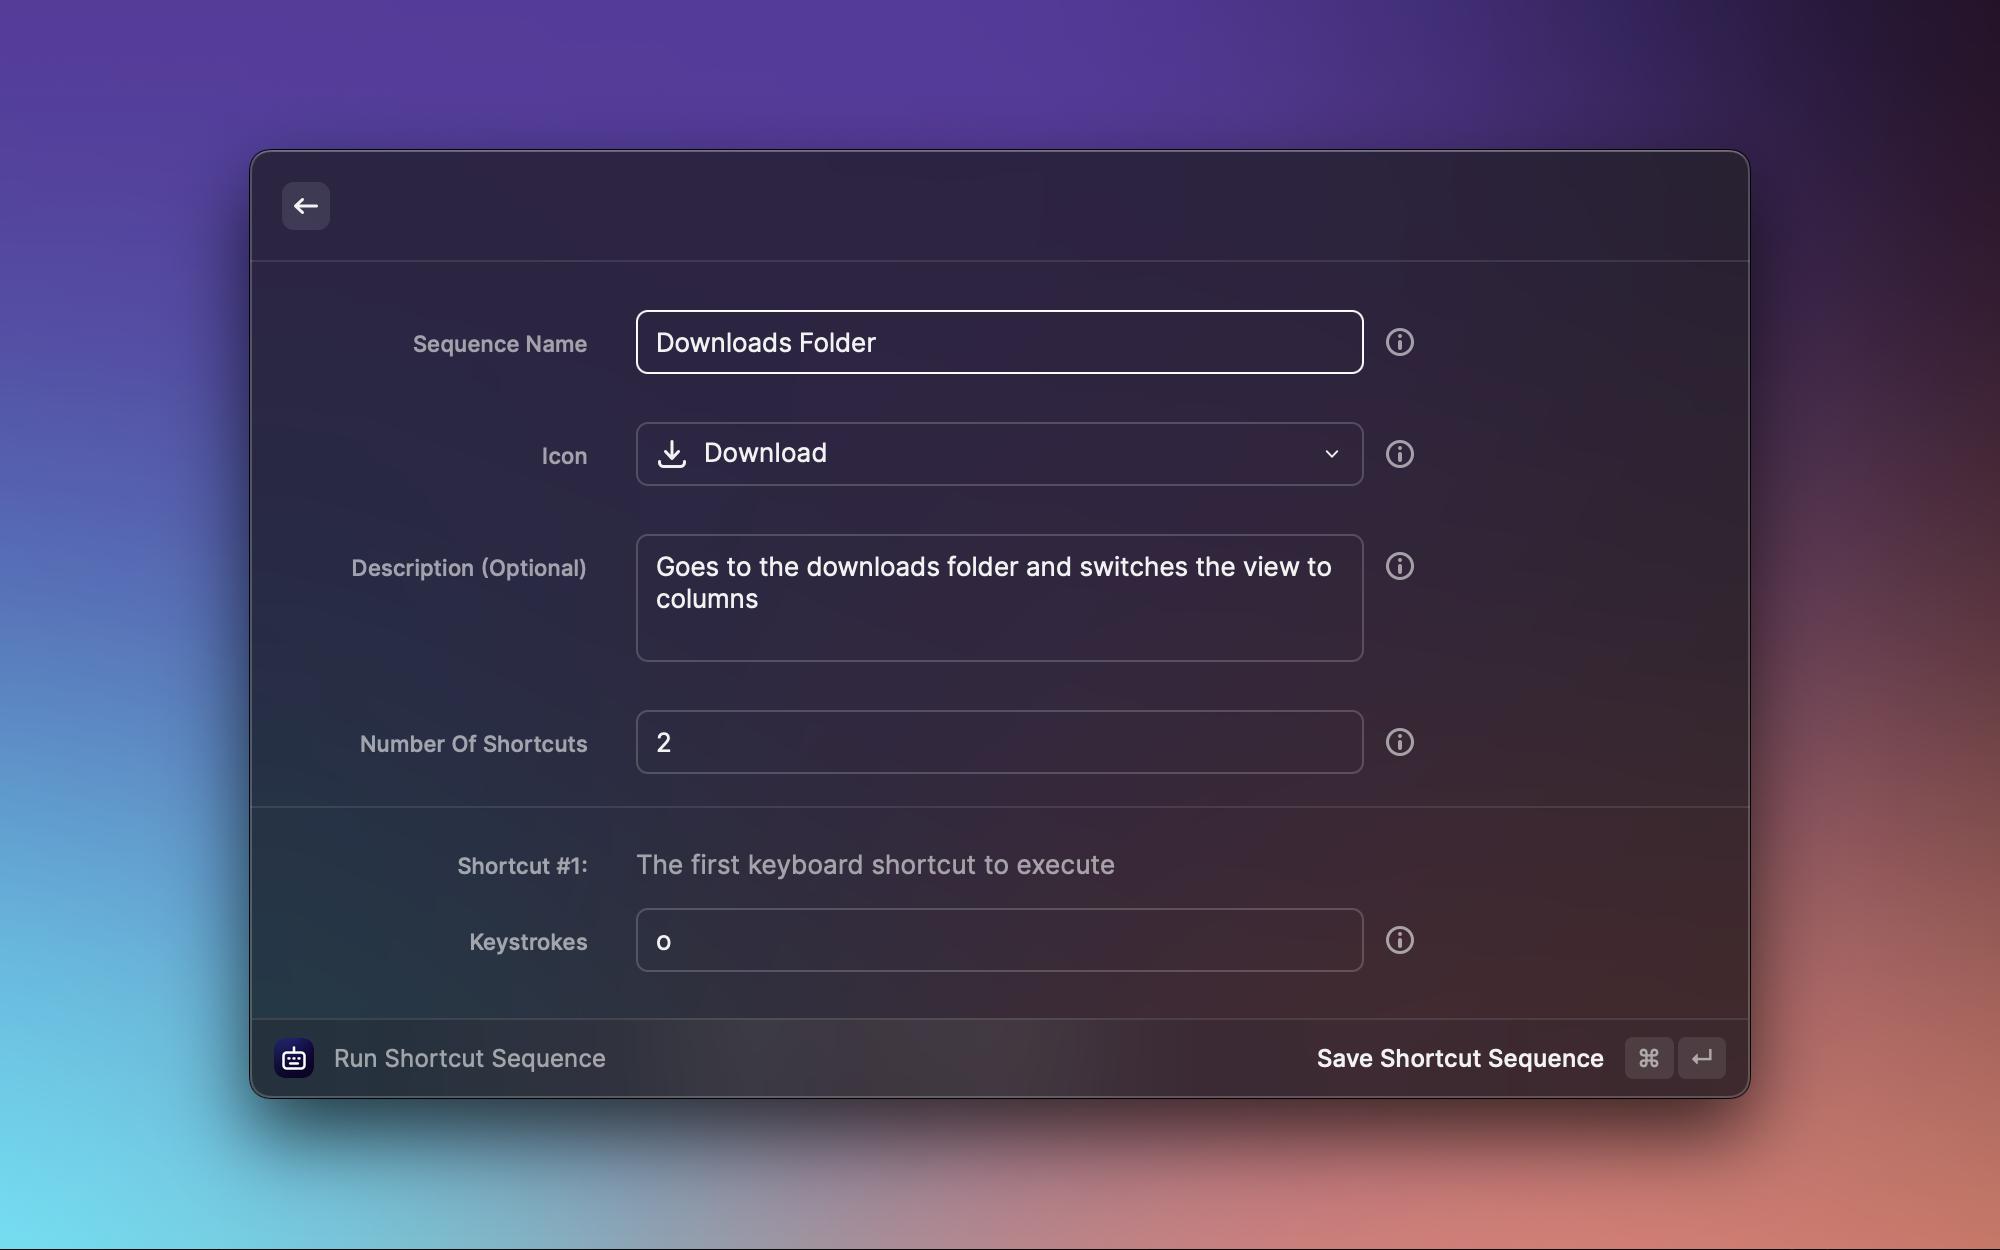 Sequence Name
Downloads Folder
Icon
Download
Description (Optional)
Goes to the downloads folder and switches the view to
columns
Number Of Shortcuts
2
Shortcut #1:
The first keyboard shortcut to execute
Keystrokes
o
Run Shortcut Sequence
Save Shortcut Sequence ⌘ ↵